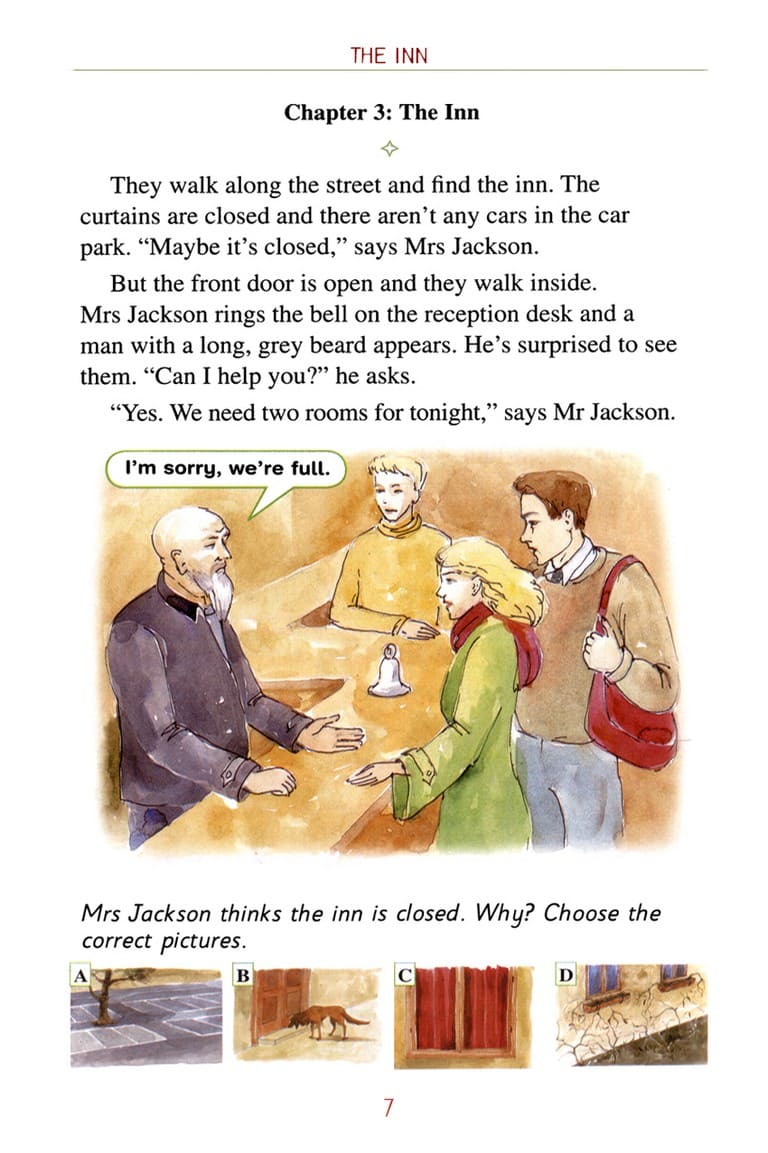 THE INN
Chapter 3: The Inn
They walk along the street and find the inn. The
curtains are closed and there aren’t any cars in the car
park. “Maybe it’s closed,” says Mrs Jackson.
But the front door is open and they walk inside.
Mrs Jackson rings the bell on the reception desk and a
man with a long, grey beard appears. He’s surprised to see
them. “Can I help you?” he asks.
“Yes. We need two rooms for tonight,” says Mr Jackson.
I’m sorry, we’re full.
Mrs Jackson thinks the inn is closed. Why? Choose the
correct pictures.
A B C D
7